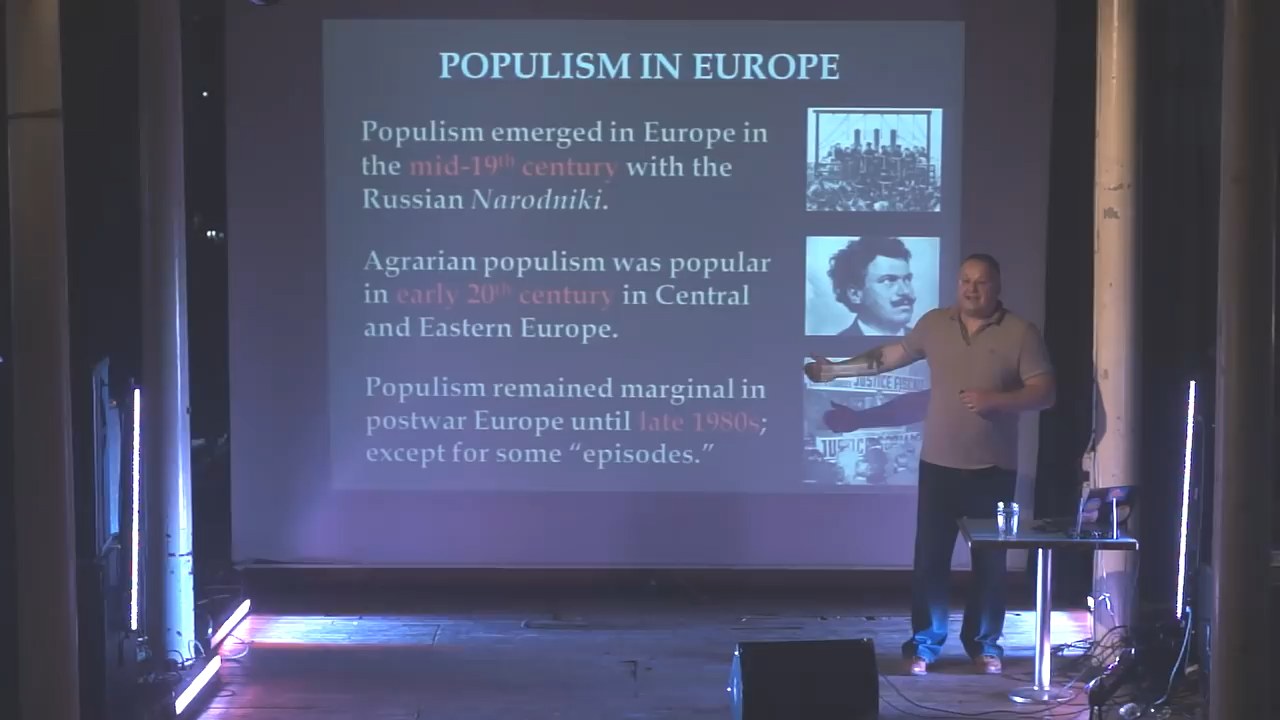 POPULISM IN EUROPE
Populism emerged in Europe in
the mid-19th century with the
Russian Narodniki.
Agrarian populism was popular
in early 20th century in Central
and Eastern Europe.
Populism remained marginal in
postwar Europe until late 1980s;
except for some “episodes.”
JUSTICE